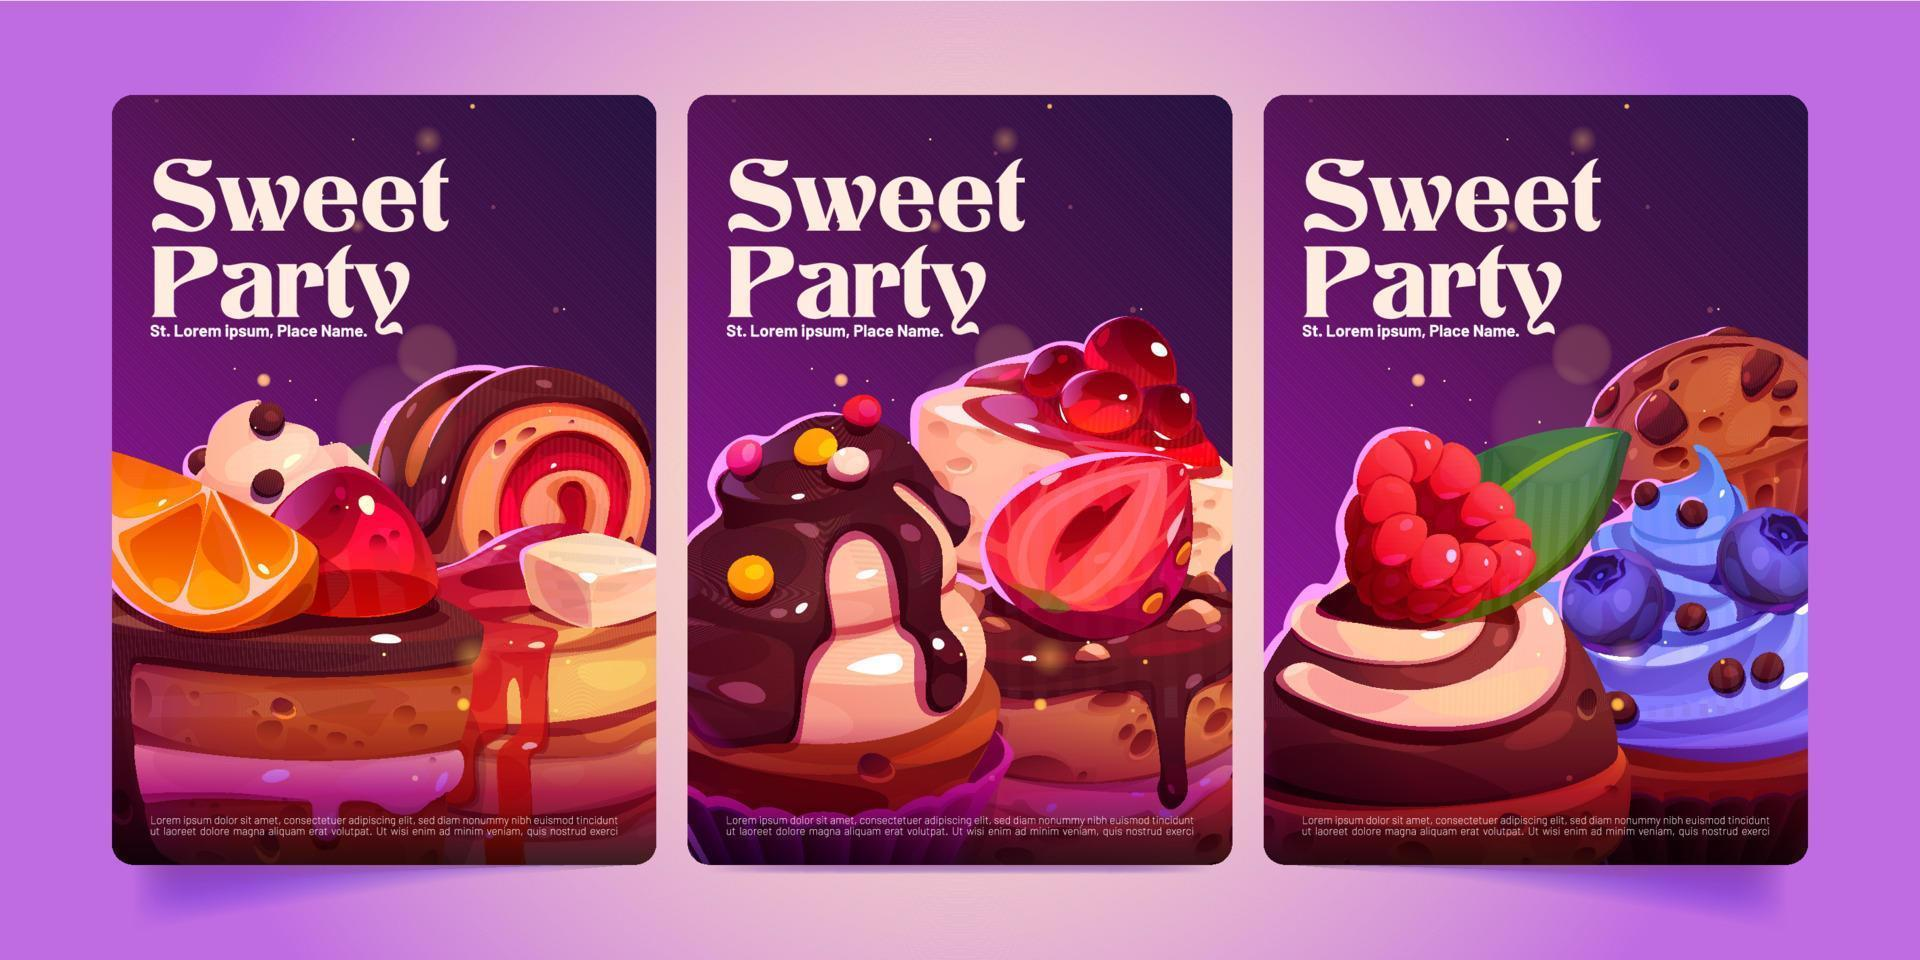 Sweet
Party
St. Lorem ipsum, Place Name.
Lorem ipsum dolor sit amet, consectetuer adipiscing elit, sed diam nonummy nibh euismod tincidunt
ut laoreet dolore magna aliquam erat volutpat. Ut wisi enim ad minim veniam, quis nostrud exerci
Sweet
Party
St. Lorem ipsum, Place Name.
Lorem ipsum dolor sit amet, consectetuer adipiscing elit, sed diam nonummy nibh euismod tincidunt
ut laoreet dolore magna aliquam erat volutpat. Ut wisi enim ad minim veniam, quis nostrud exerci
Sweet
Party
St. Lorem ipsum, Place Name.
Lorem ipsum dolor sit amet, consectetuer adipiscing elit, sed diam nonummy nibh euismod tincidunt
ut laoreet dolore magna aliquam erat volutpat. Ut wisi enim ad minim veniam, quis nostrud exerci